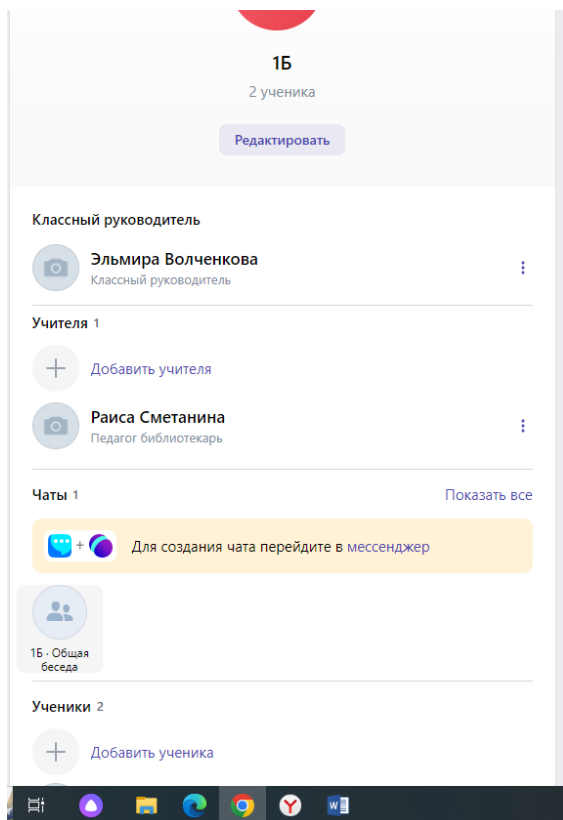 1Б
2 ученика
Редактировать
Классный руководитель
Эльмира Волченкова
Классный руководитель
Учителя 1
Добавить учителя
Раиса Сметанина
Педагог библиотекарь
Чаты 1
Показать все
Для создания чата перейдите в мессенджер
1Б · Общая
беседа
Ученики 2
Добавить ученика